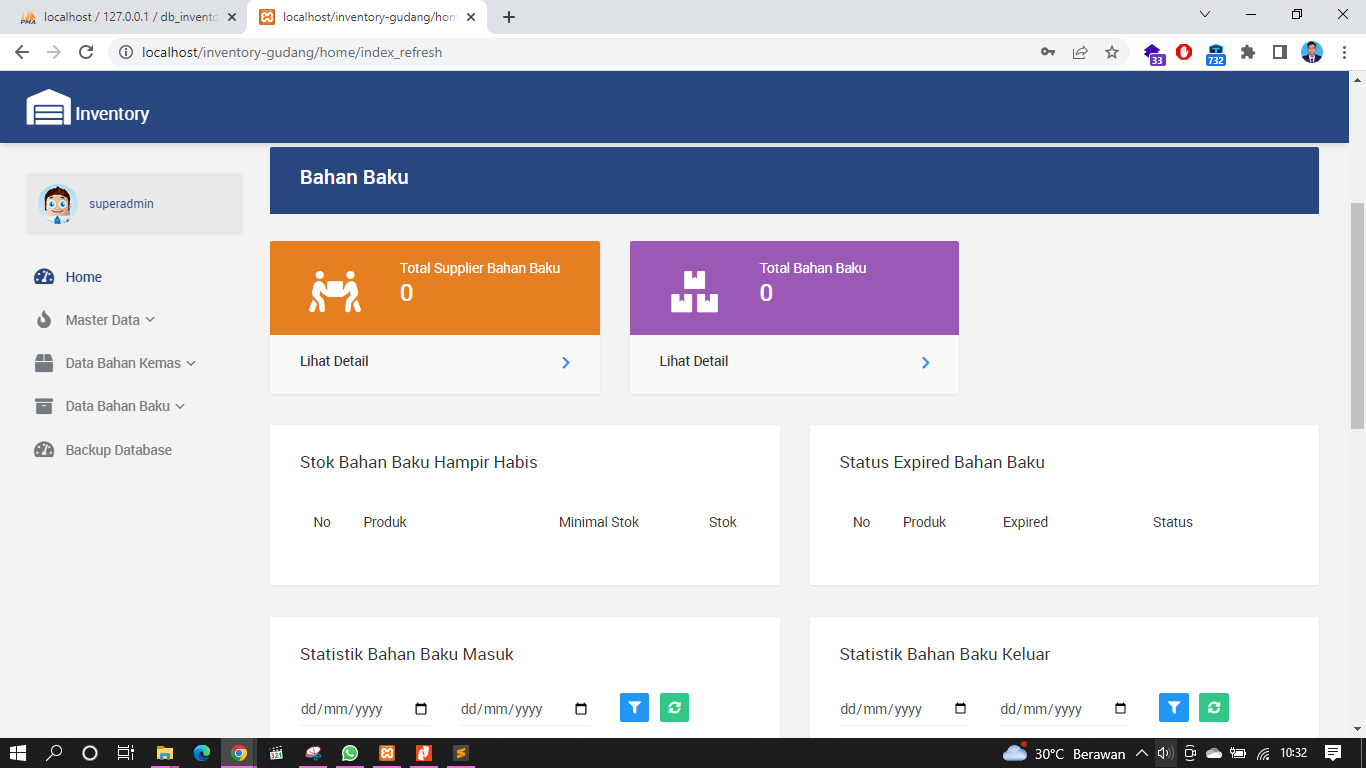 localhost / 127.0.0.1 / db_invento
localhost/inventory-gudang/hom
localhost/inventory-gudang/home/index_refresh
33
732
Inventory
superadmin
Home
Master Data
Data Bahan Kemas
Data Bahan Baku
Backup Database
Bahan Baku
Total Supplier Bahan Baku
0
Lihat Detail
Total Bahan Baku
0
Lihat Detail
Stok Bahan Baku Hampir Habis
No Produk Minimal Stok Stok
Status Expired Bahan Baku
No Produk Expired Status
Statistik Bahan Baku Masuk
dd/mm/yyyy dd/mm/yyyy
Statistik Bahan Baku Keluar
dd/mm/yyyy dd/mm/yyyy
30°C Berawan 10:32